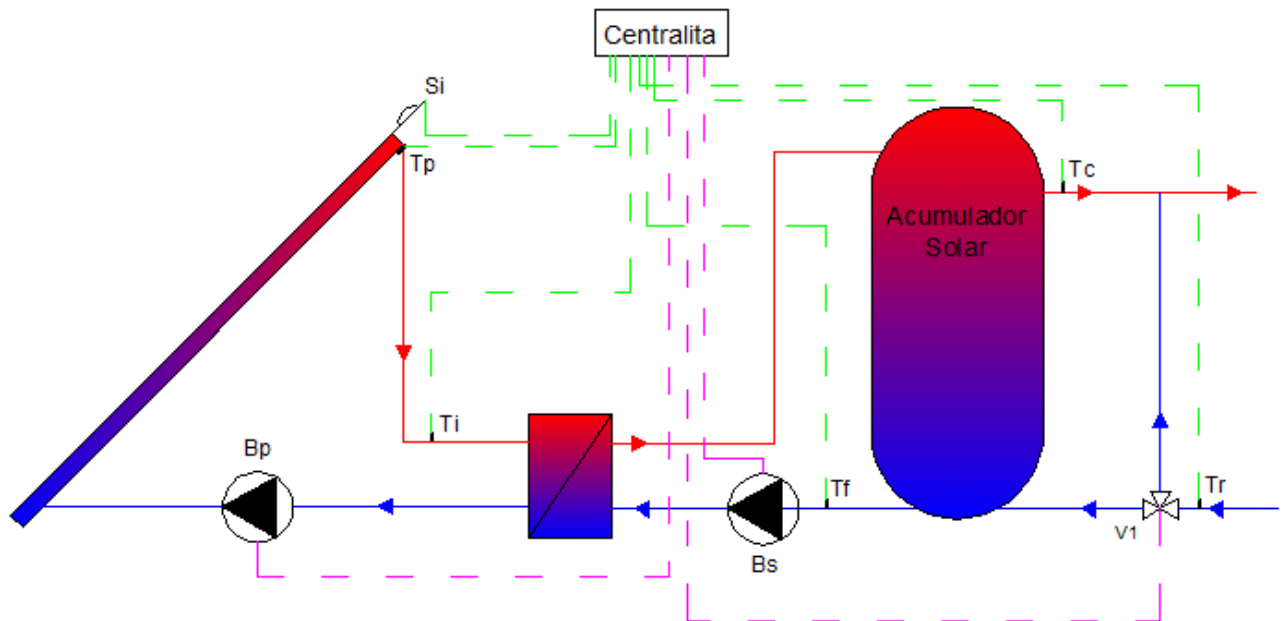 Centralita
Si
Tp
Tc
Acumulador
Solar
Ti
Bp
Tf
Tr
V1
Bs